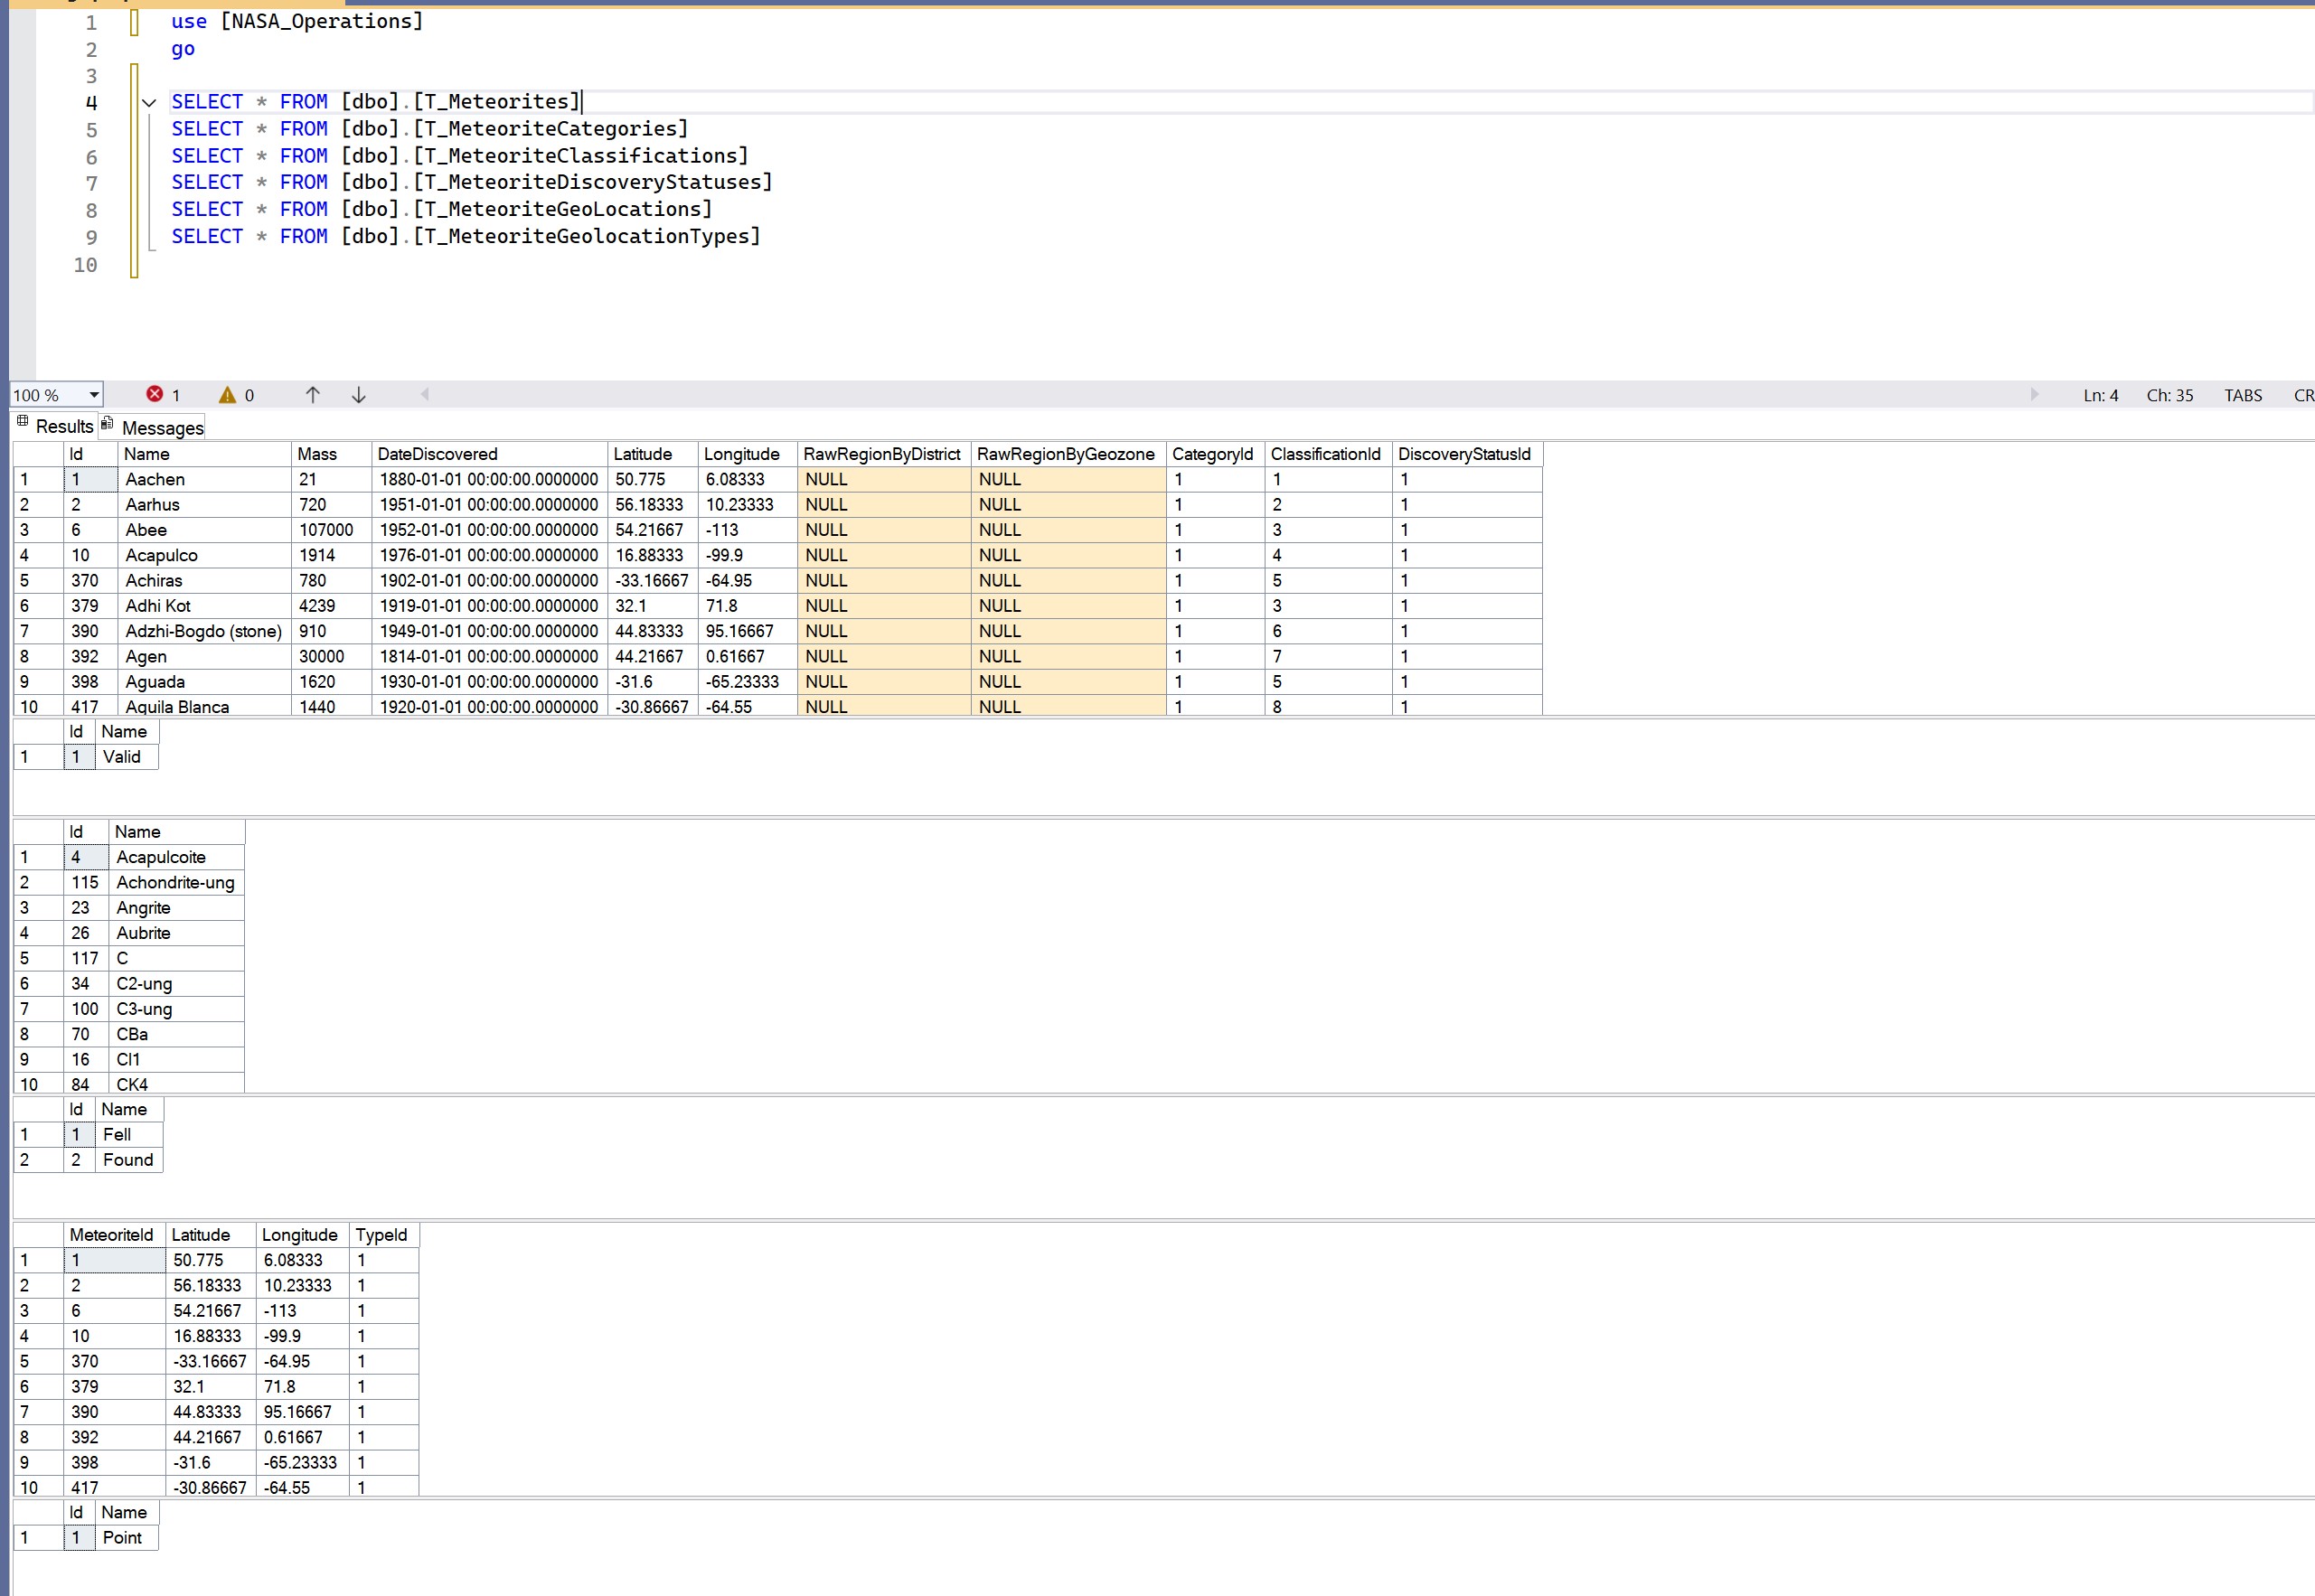 1 use [NASA_Operations]
2 go
3
4 SELECT * FROM [dbo].[T_Meteorites]
5 SELECT * FROM [dbo].[T_MeteoriteCategories]
6 SELECT * FROM [dbo].[T_MeteoriteClassifications]
7 SELECT * FROM [dbo].[T_MeteoriteDiscoveryStatuses]
8 SELECT * FROM [dbo].[T_MeteoriteGeoLocations]
9 SELECT * FROM [dbo].[T_MeteoriteGeolocationTypes]
10
100 % 1 0 Ln: 4 Ch: 35 TABS CR
Results Messages
Id Name Mass DateDiscovered Latitude Longitude RawRegionByDistrict RawRegionByGeozone CategoryId ClassificationId DiscoveryStatusId
1 1 Aachen 21 1880-01-01 00:00:00.0000000 50.775 6.08333 NULL NULL 1 1 1
2 2 Aarhus 720 1951-01-01 00:00:00.0000000 56.18333 10.23333 NULL NULL 1 2 1
3 6 Abee 107000 1952-01-01 00:00:00.0000000 54.21667 -113 NULL NULL 1 3 1
4 10 Acapulco 1914 1976-01-01 00:00:00.0000000 16.88333 -99.9 NULL NULL 1 4 1
5 370 Achiras 780 1902-01-01 00:00:00.0000000 -33.16667 -64.95 NULL NULL 1 5 1
6 379 Adhi Kot 4239 1919-01-01 00:00:00.0000000 32.1 71.8 NULL NULL 1 3 1
7 390 Adzhi-Bogdo (stone) 910 1949-01-01 00:00:00.0000000 44.83333 95.16667 NULL NULL 1 6 1
8 392 Agen 30000 1814-01-01 00:00:00.0000000 44.21667 0.61667 NULL NULL 1 7 1
9 398 Aguada 1620 1930-01-01 00:00:00.0000000 -31.6 -65.23333 NULL NULL 1 5 1
10 417 Aguila Blanca 1440 1920-01-01 00:00:00.0000000 -30.86667 -64.55 NULL NULL 1 8 1
Id Name
1 1 Valid
Id Name
1 4 Acapulcoite
2 115 Achondrite-ung
3 23 Angrite
4 26 Aubrite
5 117 C
6 34 C2-ung
7 100 C3-ung
8 70 CBa
9 16 CI1
10 84 CK4
Id Name
1 1 Fell
2 2 Found
MeteoriteId Latitude Longitude TypeId
1 1 50.775 6.08333 1
2 2 56.18333 10.23333 1
3 6 54.21667 -113 1
4 10 16.88333 -99.9 1
5 370 -33.16667 -64.95 1
6 379 32.1 71.8 1
7 390 44.83333 95.16667 1
8 392 44.21667 0.61667 1
9 398 -31.6 -65.23333 1
10 417 -30.86667 -64.55 1
Id Name
1 1 Point